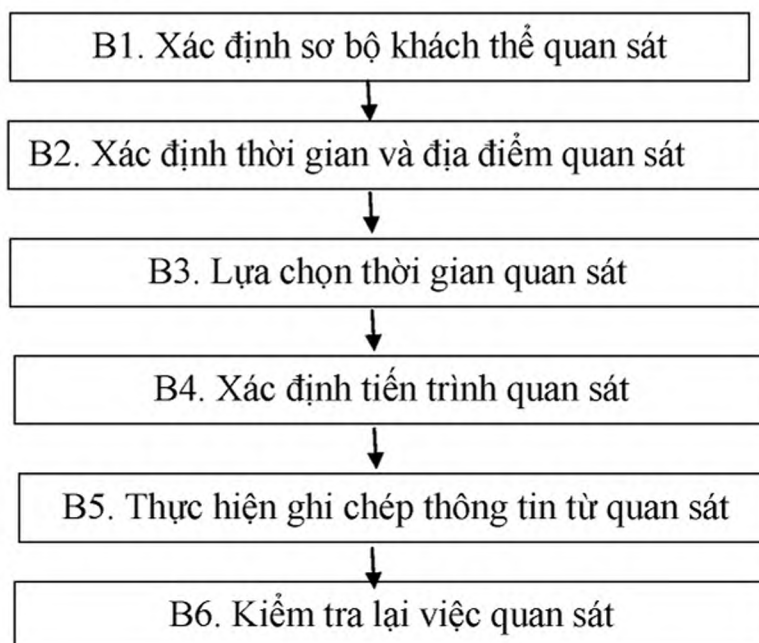 B1. Xác định sơ bộ khách thể quan sát
B2. Xác định thời gian và địa điểm quan sát
B3. Lựa chọn thời gian quan sát
B4. Xác định tiến trình quan sát
B5. Thực hiện ghi chép thông tin từ quan sát
B6. Kiểm tra lại việc quan sát